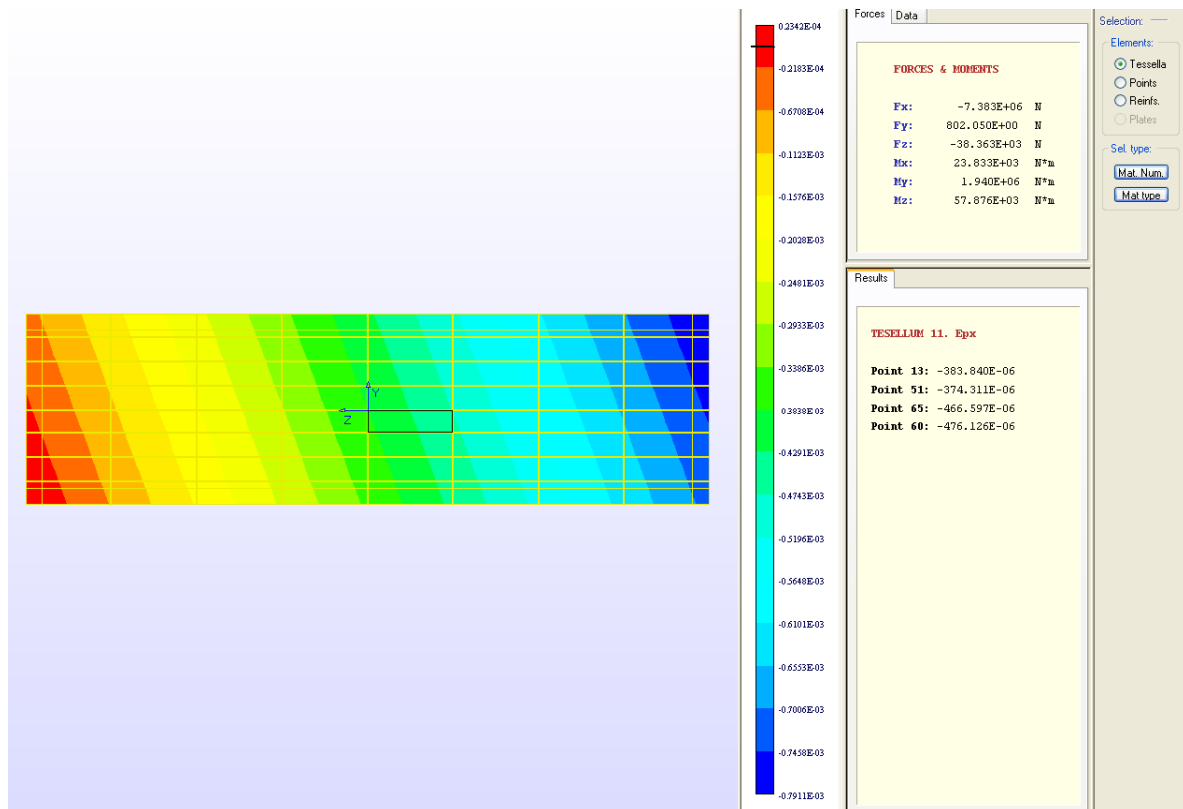 Y
Z
0.2342E-04
-0.2183E-04
-0.6708E-04
-0.1123E-03
-0.1576E-03
-0.2028E-03
-0.2481E-03
-0.2933E-03
-0.3386E-03
-0.3838E-03
-0.4291E-03
-0.4743E-03
-0.5196E-03
-0.5648E-03
-0.6101E-03
-0.6553E-03
-0.7006E-03
-0.7458E-03
-0.7911E-03
Forces Data
FORCES & MOMENTS
Fx: -7.383E+06 N
Fy: 802.050E+00 N
Fz: -38.363E+03 N
Mx: 23.833E+03 N*m
My: 1.940E+06 N*m
Mz: 57.876E+03 N*m
Results
TESELLUM 11. Epx
Point 13: -383.840E-06
Point 51: -374.311E-06
Point 65: -466.597E-06
Point 60: -476.126E-06
Selection:
Elements:
Tessella
Points
Reinfs.
Plates
Sel. type:
Mat. Num.
Mat type